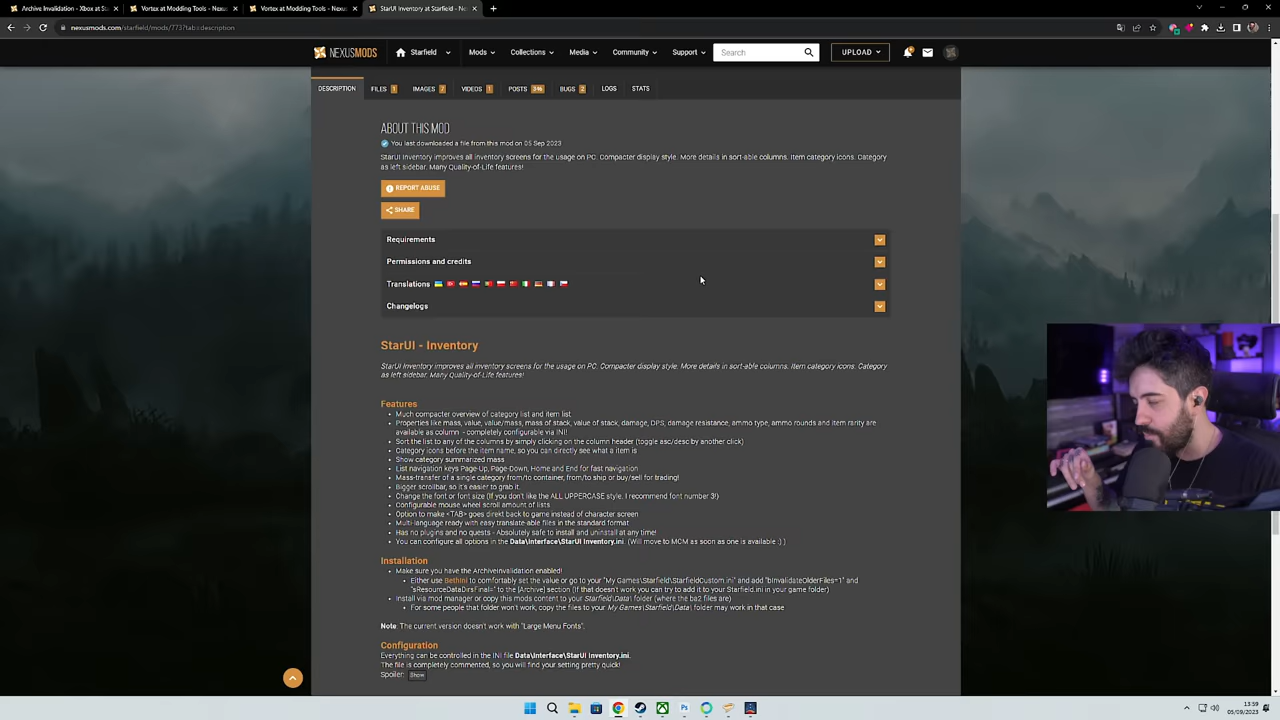 Archive Invalidation - Xbox at Sta
Vortex at Modding Tools - Nexus
Vortex at Modding Tools - Nexus
StarUI Inventory at Starfield - Ne
nexusmods.com/starfield/mods/773?tab=description
NEXUSMODS
Starfield
Mods
Collections
Media
Community
Support
Search
UPLOAD
DESCRIPTION
FILES 1
IMAGES 7
VIDEOS 1
POSTS 346
BUGS 2
LOGS
STATS
ABOUT THIS MOD
You last downloaded a file from this mod on 05 Sep 2023
StarUI Inventory improves all inventory screens for the usage on PC. Compacter display style. More details in sort-able columns. Item category icons. Category
as left sidebar. Many Quality-of-Life features!
REPORT ABUSE
SHARE
Requirements
Permissions and credits
Translations
Changelogs
StarUI - Inventory
StarUI Inventory improves all inventory screens for the usage on PC. Compacter display style. More details in sort-able columns. Item category icons. Category
as left sidebar. Many Quality-of-Life features!
Features
• Much compacter overview of category list and item list
• Properties like mass, value, value/mass, mass of stack, value of stack, damage, DPS, damage resistance, ammo type, ammo rounds and item rarity are
available as column - completely configurable via INI!
• Sort the list to any of the columns by simply clicking on the column header (toggle asc/desc by another click)
• Category icons before the item name, so you can directly see what a item is
• Show category summarized mass
• List navigation keys Page-Up, Page-Down, Home and End for fast navigation
• Mass-transfer of a single category from/to container, from/to ship or buy/sell for trading!
• Bigger scrollbar, so it's easier to grab it.
• Change the font or font size (If you don't like the ALL UPPERCASE style, I recommend font number 3!)
• Configurable mouse wheel scroll amount of lists
• Option to make <TAB> goes direkt back to game instead of character screen
• Multi-language ready with easy translate-able files in the standard format
• Has no plugins and no quests - Absolutely safe to install and uninstall at any time!
• You can configure all options in the Data\Interface\StarUI Inventory.ini. (Will move to MCM as soon as one is available :) )
Installation
• Make sure you have the ArchiveInvalidation enabled!
Either use BethIni to comfortably set the value or go to your "My Games\Starfield\StarfieldCustom.ini" and add "bInvalidateOlderFiles=1" and
"sResourceDataDirsFinal=" to the [Archive] section (If that doesn't work you can try to add it to your Starfield.ini in your game folder)
• Install via mod manager or copy this mods content to your Starfield\Data\ folder (where the ba2 files are)
For some people that folder won't work, copy the files to your My Games\Starfield\Data\ folder may work in that case
Note: The current version doesn't work with "Large Menu Fonts".
Configuration
Everything can be controlled in the INI file Data\Interface\StarUI Inventory.ini.
The file is completely commented, so you will find your setting pretty quick!
Spoiler: Show
13:59
05/09/2023